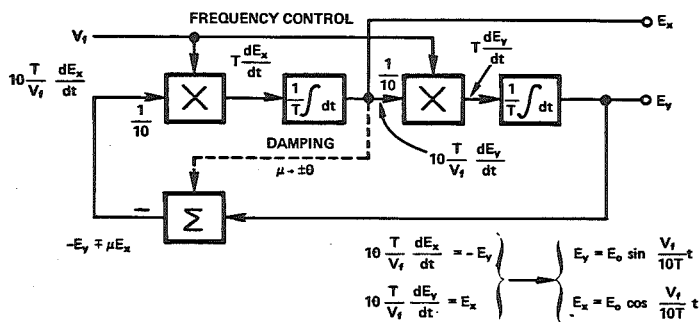 FREQUENCY CONTROL
V_f
E_x
10 T/V_f dE_x/dt
T dE_x/dt
1/10
T dE_y/dt
×
1/T ∫ dt
×
1/T ∫ dt
E_y
1/10
DAMPING
μ → ±0
10 T/V_f dE_y/dt
−
Σ
-E_y ∓ μE_x
10 T/V_f dE_x/dt = - E_y
E_y = E_o sin V_f/10T t
10 T/V_f dE_y/dt = E_x
E_x = E_o cos V_f/10T t